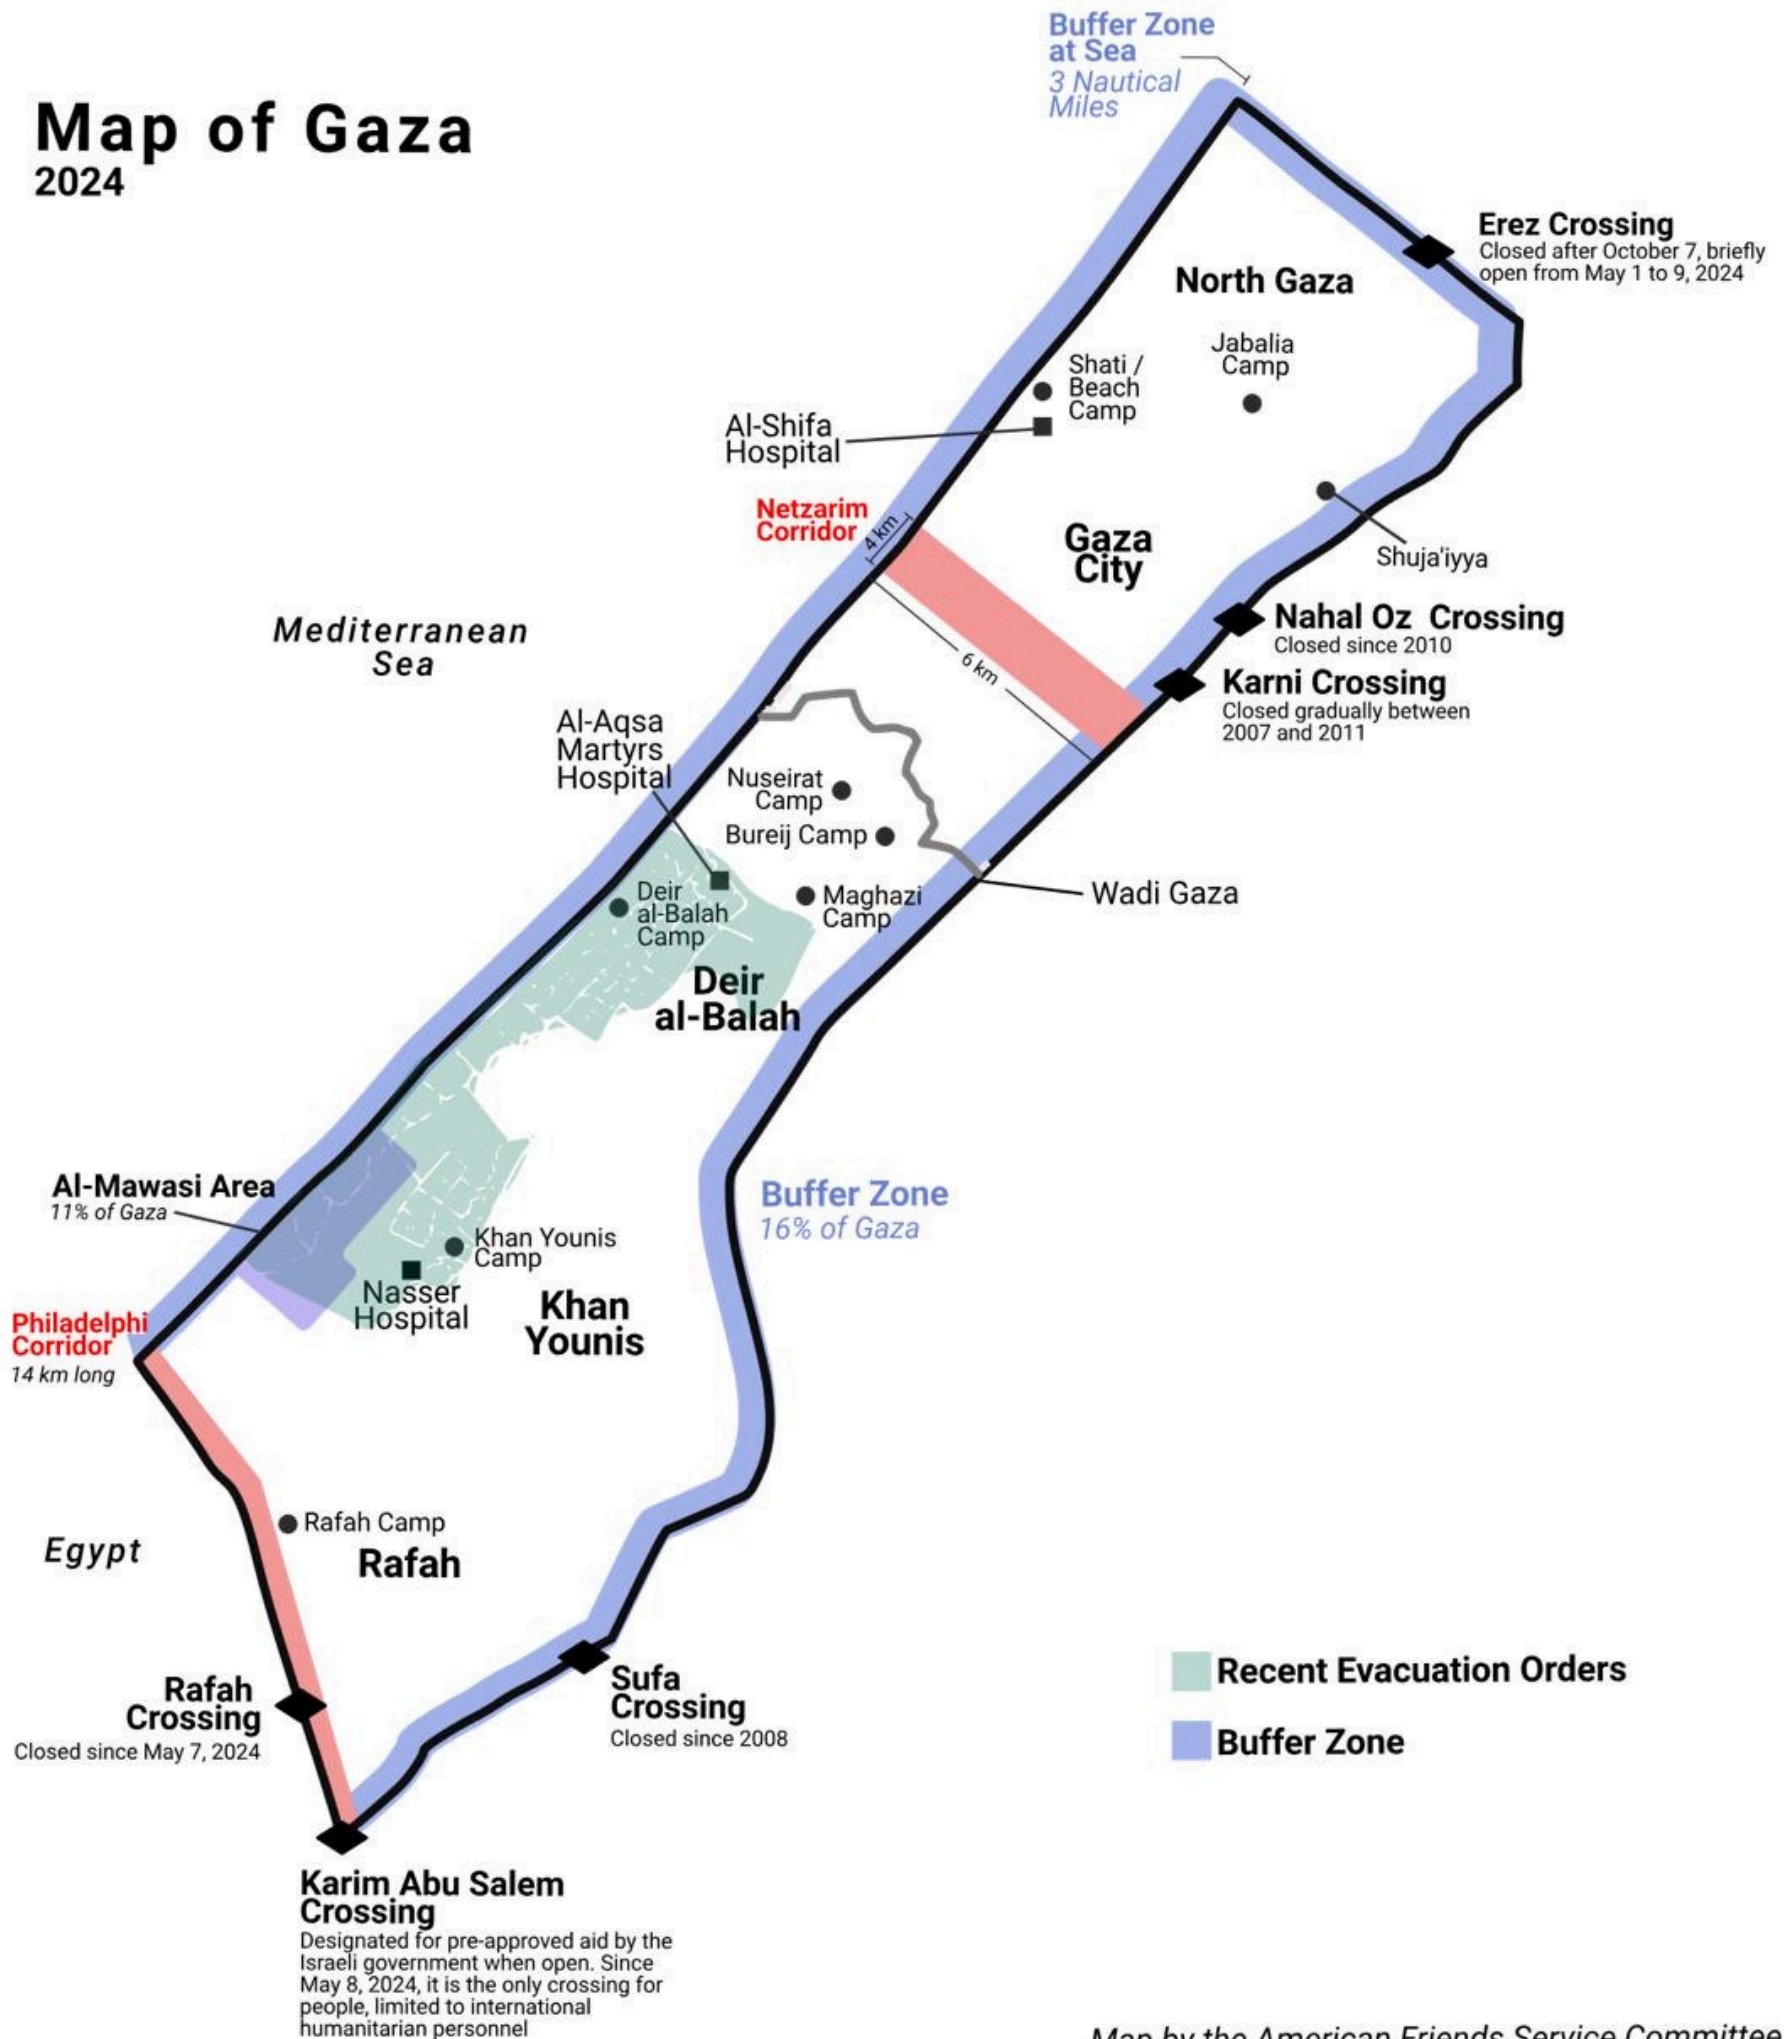 Map of Gaza
2024
Buffer Zone
at Sea
3 Nautical
Miles
Erez Crossing
Closed after October 7, briefly
open from May 1 to 9, 2024
North Gaza
Jabalia
Camp
Shati /
Beach
Camp
Al-Shifa
Hospital
Netzarim
Corridor
4 km
Gaza
City
Shuja'iyya
Nahal Oz Crossing
Closed since 2010
Mediterranean
Sea
6 km
Karni Crossing
Closed gradually between
2007 and 2011
Al-Aqsa
Martyrs
Hospital
Nuseirat
Camp
Bureij Camp
Maghazi
Camp
Wadi Gaza
Deir
al-Balah
Camp
Deir
al-Balah
Al-Mawasi Area
11% of Gaza
Buffer Zone
16% of Gaza
Khan Younis
Camp
Nasser
Hospital
Khan
Younis
Philadelphi
Corridor
14 km long
Rafah Camp
Egypt
Rafah
Rafah
Crossing
Closed since May 7, 2024
Sufa
Crossing
Closed since 2008
Recent Evacuation Orders
Buffer Zone
Karim Abu Salem
Crossing
Designated for pre-approved aid by the
Israeli government when open. Since
May 8, 2024, it is the only crossing for
people, limited to international
humanitarian personnel
Map by the American Friends Service Committee